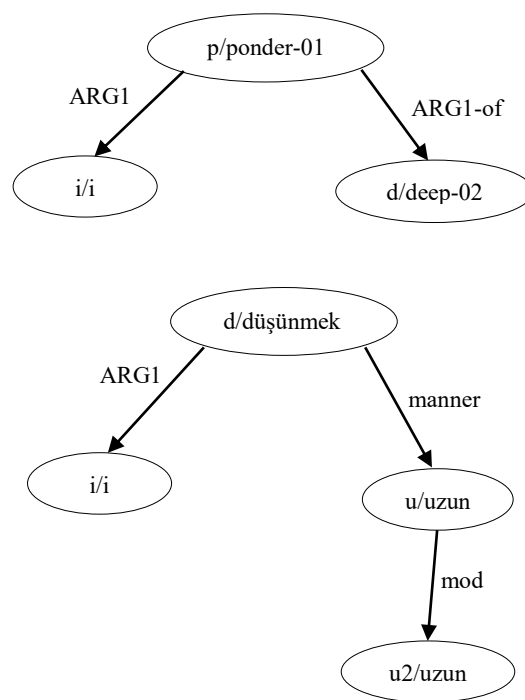 p/ponder-01
ARG1
ARG1-of
i/i
d/deep-02
d/düşünmek
ARG1
manner
i/i
u/uzun
mod
u2/uzun